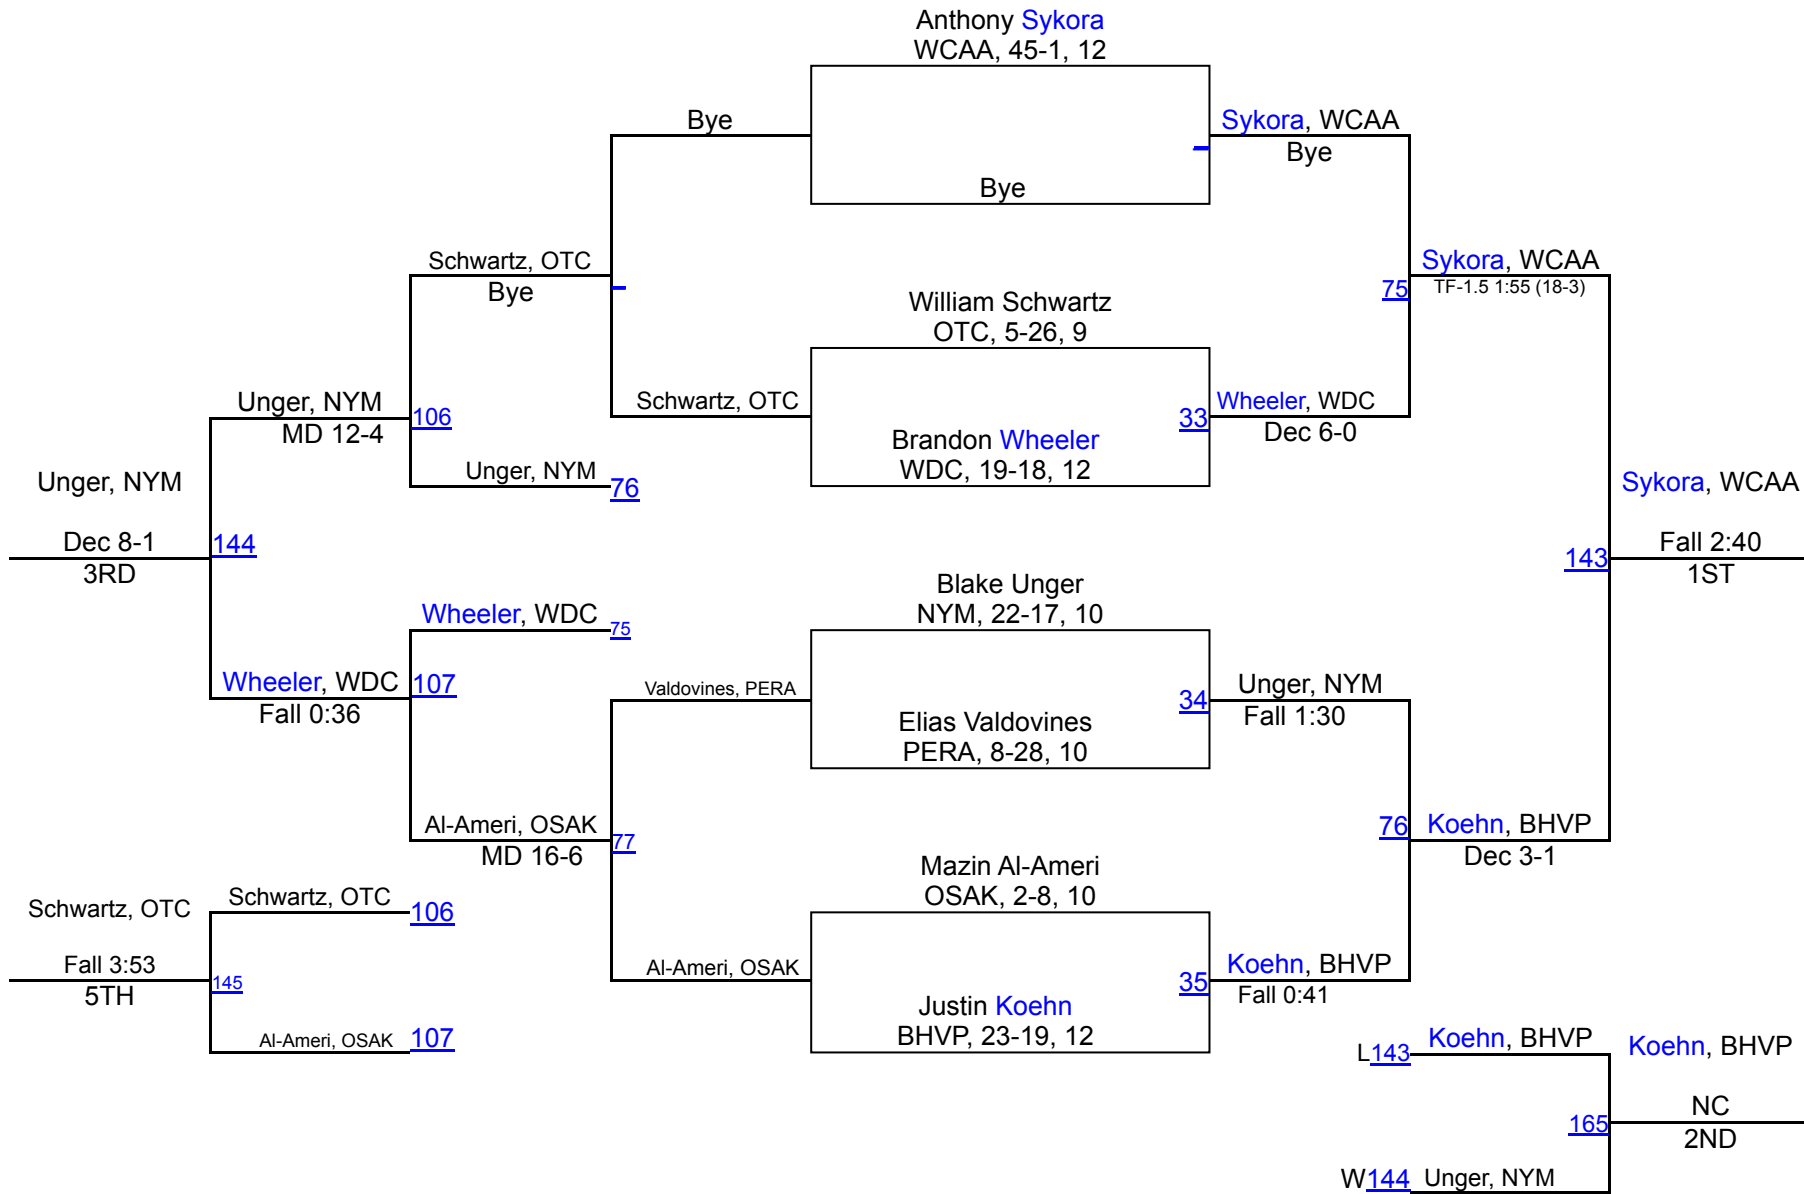 Anthony Sykora
WCAA, 45-1, 12
Bye
Bye
Sykora, WCAA
Bye
Schwartz, OTC
Bye
William Schwartz
OTC, 5-26, 9
Schwartz, OTC
Brandon Wheeler
WDC, 19-18, 12
33
Wheeler, WDC
Dec 6-0
75
Sykora, WCAA
TF-1.5 1:55 (18-3)
Unger, NYM
MD 12-4
106
Unger, NYM
76
Unger, NYM
Dec 8-1
3RD
144
Sykora, WCAA
143
Fall 2:40
1ST
Blake Unger
NYM, 22-17, 10
Wheeler, WDC
75
Wheeler, WDC
Fall 0:36
107
Valdovines, PERA
Elias Valdovines
PERA, 8-28, 10
34
Unger, NYM
Fall 1:30
Al-Ameri, OSAK
MD 16-6
77
76
Koehn, BHVP
Dec 3-1
Mazin Al-Ameri
OSAK, 2-8, 10
Al-Ameri, OSAK
Justin Koehn
BHVP, 23-19, 12
35
Koehn, BHVP
Fall 0:41
Schwartz, OTC
Schwartz, OTC
106
Fall 3:53
5TH
145
Al-Ameri, OSAK
107
L143
Koehn, BHVP
Koehn, BHVP
165
NC
2ND
W144
Unger, NYM